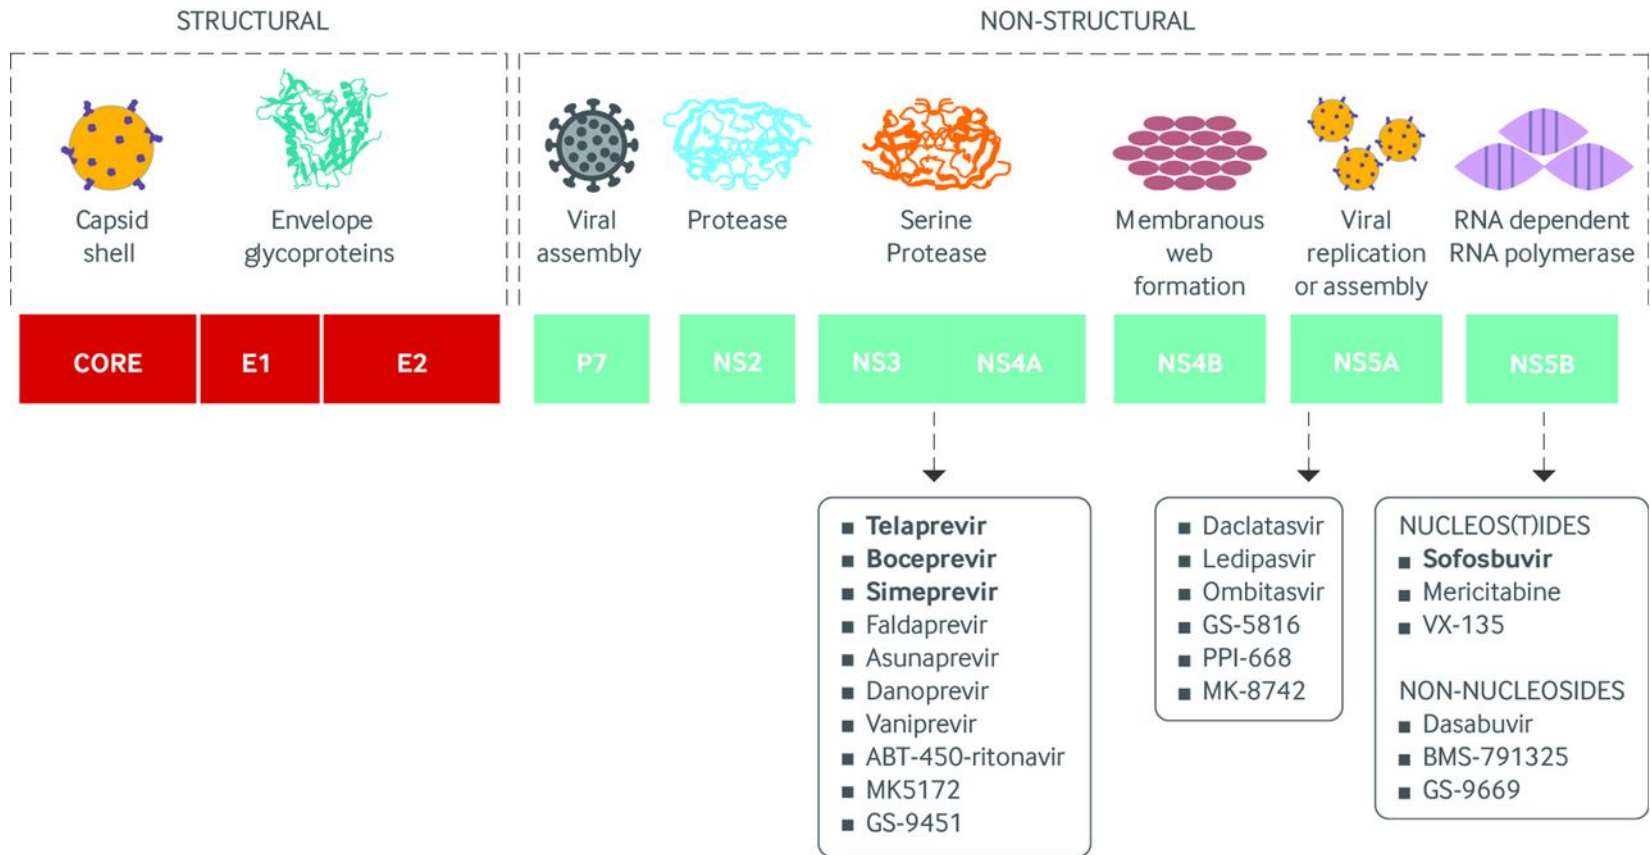 STRUCTURAL
NON-STRUCTURAL
Capsid
shell
Envelope
glycoproteins
Viral
assembly
Protease
Serine
Protease
Membranous
web
formation
Viral
replication
or assembly
RNA dependent
RNA polymerase
CORE
E1
E2
P7
NS2
NS3
NS4A
NS4B
NS5A
NS5B
Telaprevir
Boceprevir
Simeprevir
Faldaprevir
Asunaprevir
Danoprevir
Vaniprevir
ABT-450-ritonavir
MK5172
GS-9451
Daclatasvir
Ledipasvir
Ombitasvir
GS-5816
PPI-668
MK-8742
NUCLEOS(T)IDES
Sofosbuvir
Mericitabine
VX-135
NON-NUCLEOSIDES
Dasabuvir
BMS-791325
GS-9669